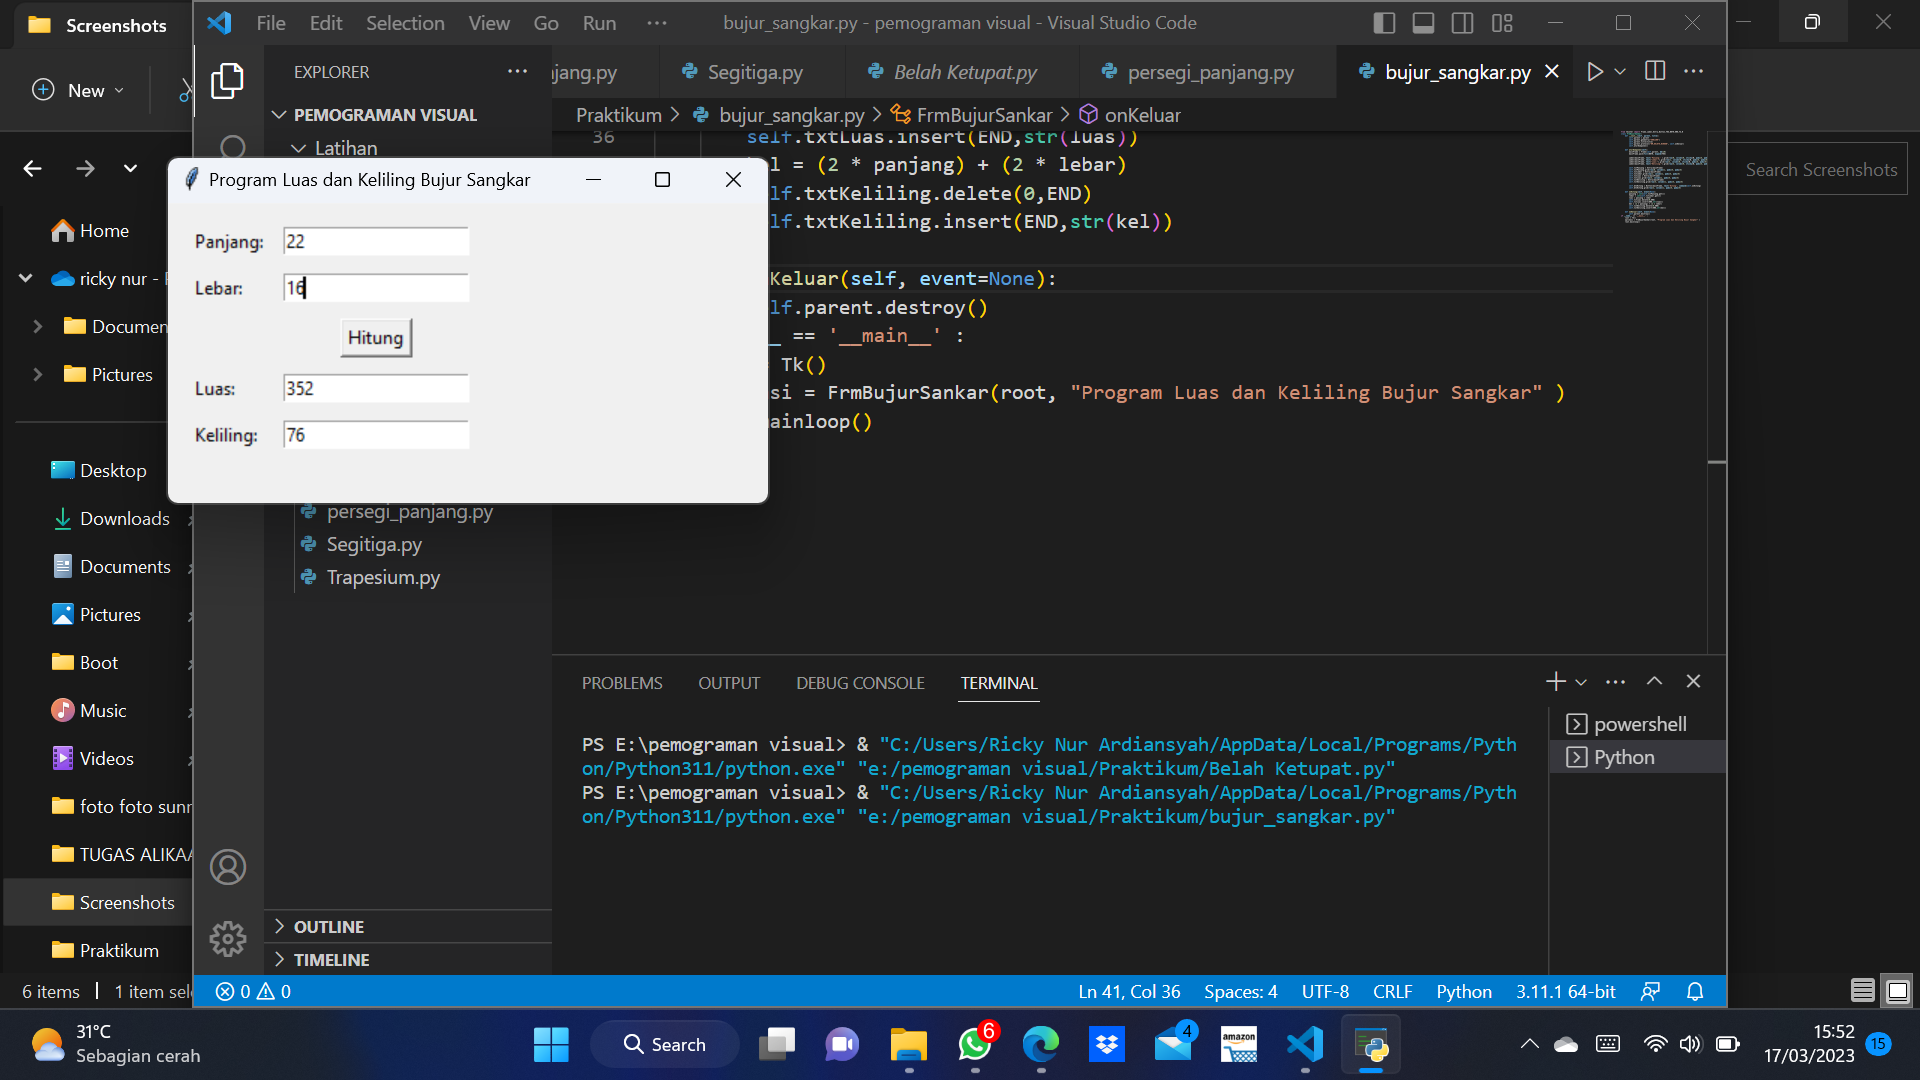 Screenshots
File Edit Selection View Go Run ··· bujur_sangkar.py - pemograman visual - Visual Studio Code
New
EXPLORER ···
jang.py Segitiga.py Belah Ketupat.py persegi_panjang.py bujur_sangkar.py ···
PEMOGRAMAN VISUAL
Praktikum > bujur_sangkar.py > FrmBujurSankar > onKeluar
Latihan
36 self.txtLuas.insert(END,str(luas))
l = (2 * panjang) + (2 * lebar)
lf.txtKeliling.delete(0,END)
lf.txtKeliling.insert(END,str(kel))
Keluar(self, event=None):
lf.parent.destroy()
__ == '__main__' :
Tk()
si = FrmBujurSankar(root, "Program Luas dan Keliling Bujur Sangkar" )
ainloop()
Search Screenshots
Program Luas dan Keliling Bujur Sangkar
Panjang: 22
Lebar: 16
Hitung
Luas: 352
Keliling: 76
Home
ricky nur -
Documen
Pictures
Desktop
Downloads
Documents
Pictures
Boot
Music
Videos
foto foto sunr
TUGAS ALIKA
Screenshots
Praktikum
6 items | 1 item sel
persegi_panjang.py
Segitiga.py
Trapesium.py
OUTLINE
TIMELINE
PROBLEMS OUTPUT DEBUG CONSOLE TERMINAL
PS E:\pemograman visual> & "C:/Users/Ricky Nur Ardiansyah/AppData/Local/Programs/Pyth
on/Python311/python.exe" "e:/pemograman visual/Praktikum/Belah Ketupat.py"
PS E:\pemograman visual> & "C:/Users/Ricky Nur Ardiansyah/AppData/Local/Programs/Pyth
on/Python311/python.exe" "e:/pemograman visual/Praktikum/bujur_sangkar.py"
powershell
Python
0 0 Ln 41, Col 36 Spaces: 4 UTF-8 CRLF Python 3.11.1 64-bit
31°C
Sebagian cerah
Search
6
4
amazon
15:52
17/03/2023
15